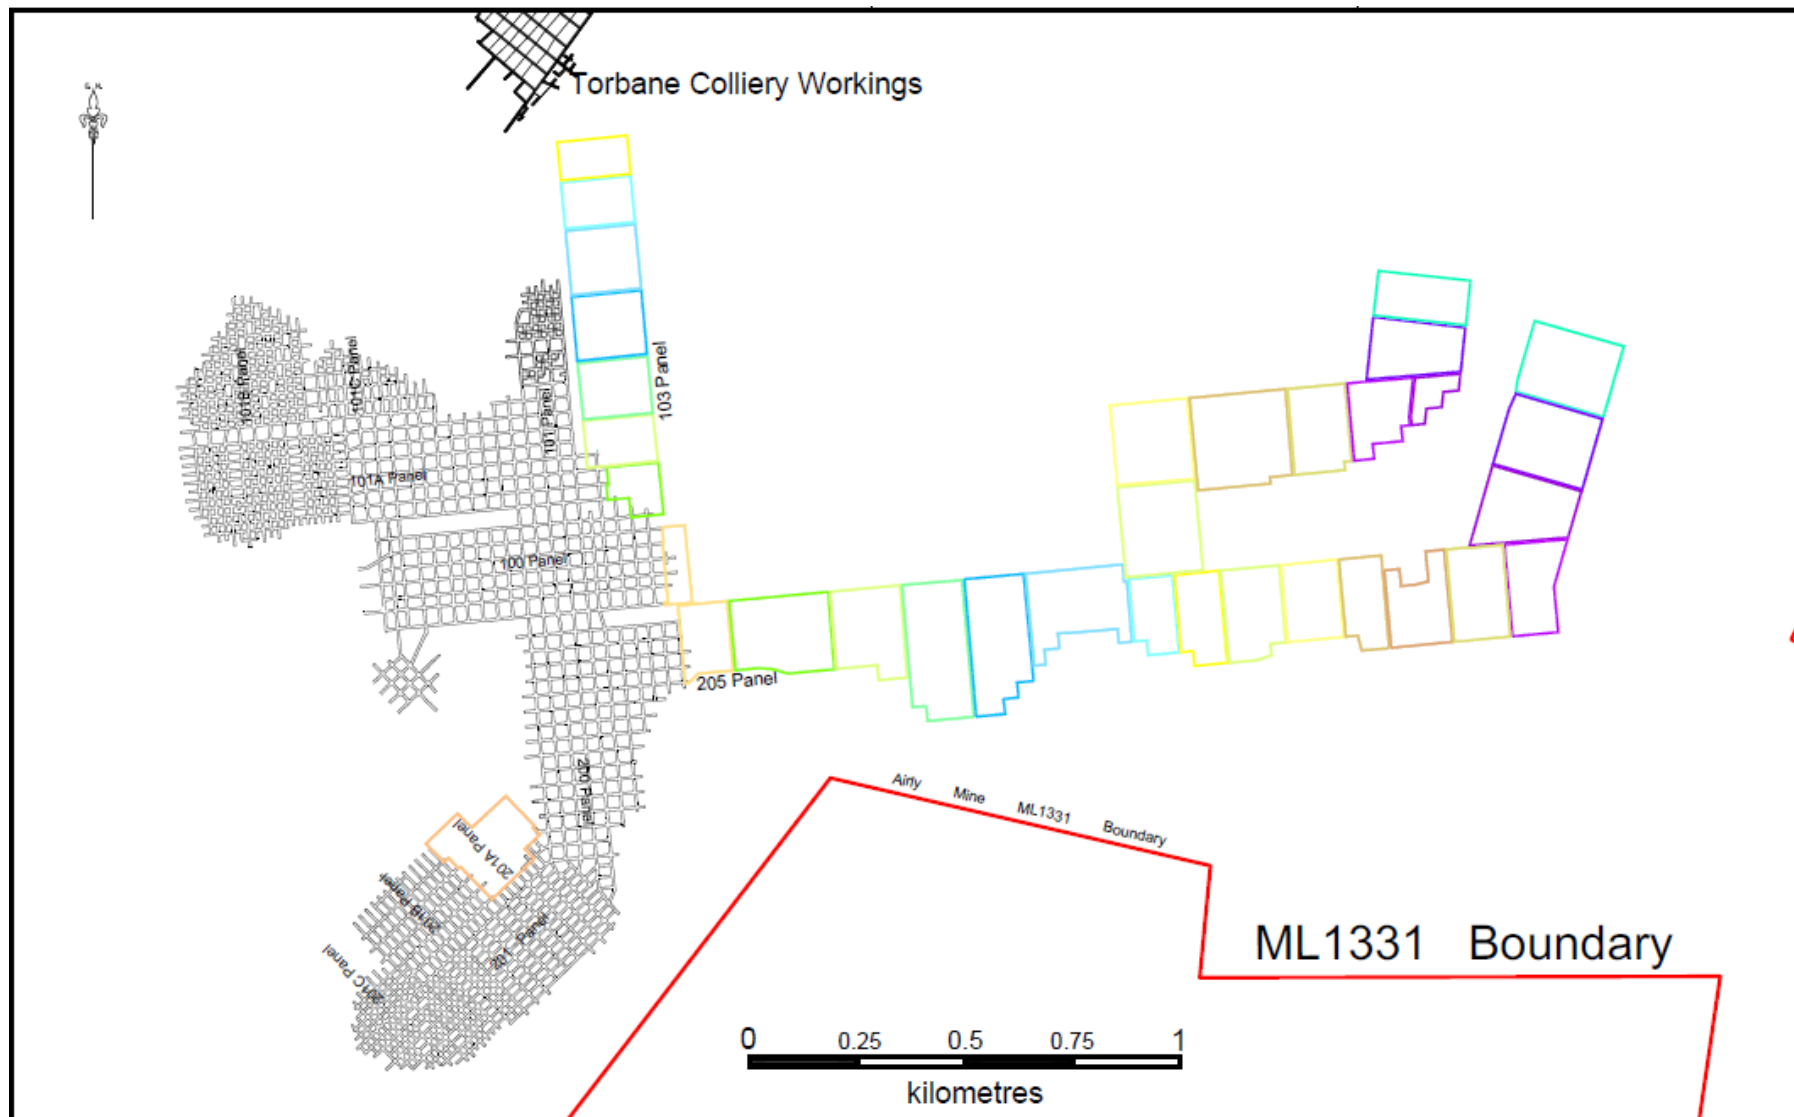 Torbane Colliery Workings
103 Panel
101B Panel
101C Panel
101 Panel
101A Panel
100 Panel
205 Panel
200 Panel
201A Panel
201B Panel
201 Panel
201C Panel
Airly Mine ML1331 Boundary
ML1331 Boundary
0 0.25 0.5 0.75 1
kilometres